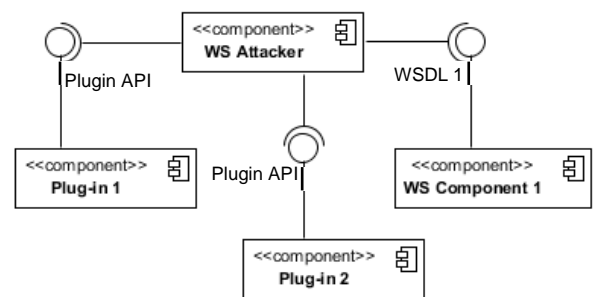 <<component>>
WS Attacker
Plugin API
WSDL 1
<<component>>
Plug-in 1
Plugin API
<<component>>
WS Component 1
<<component>>
Plug-in 2